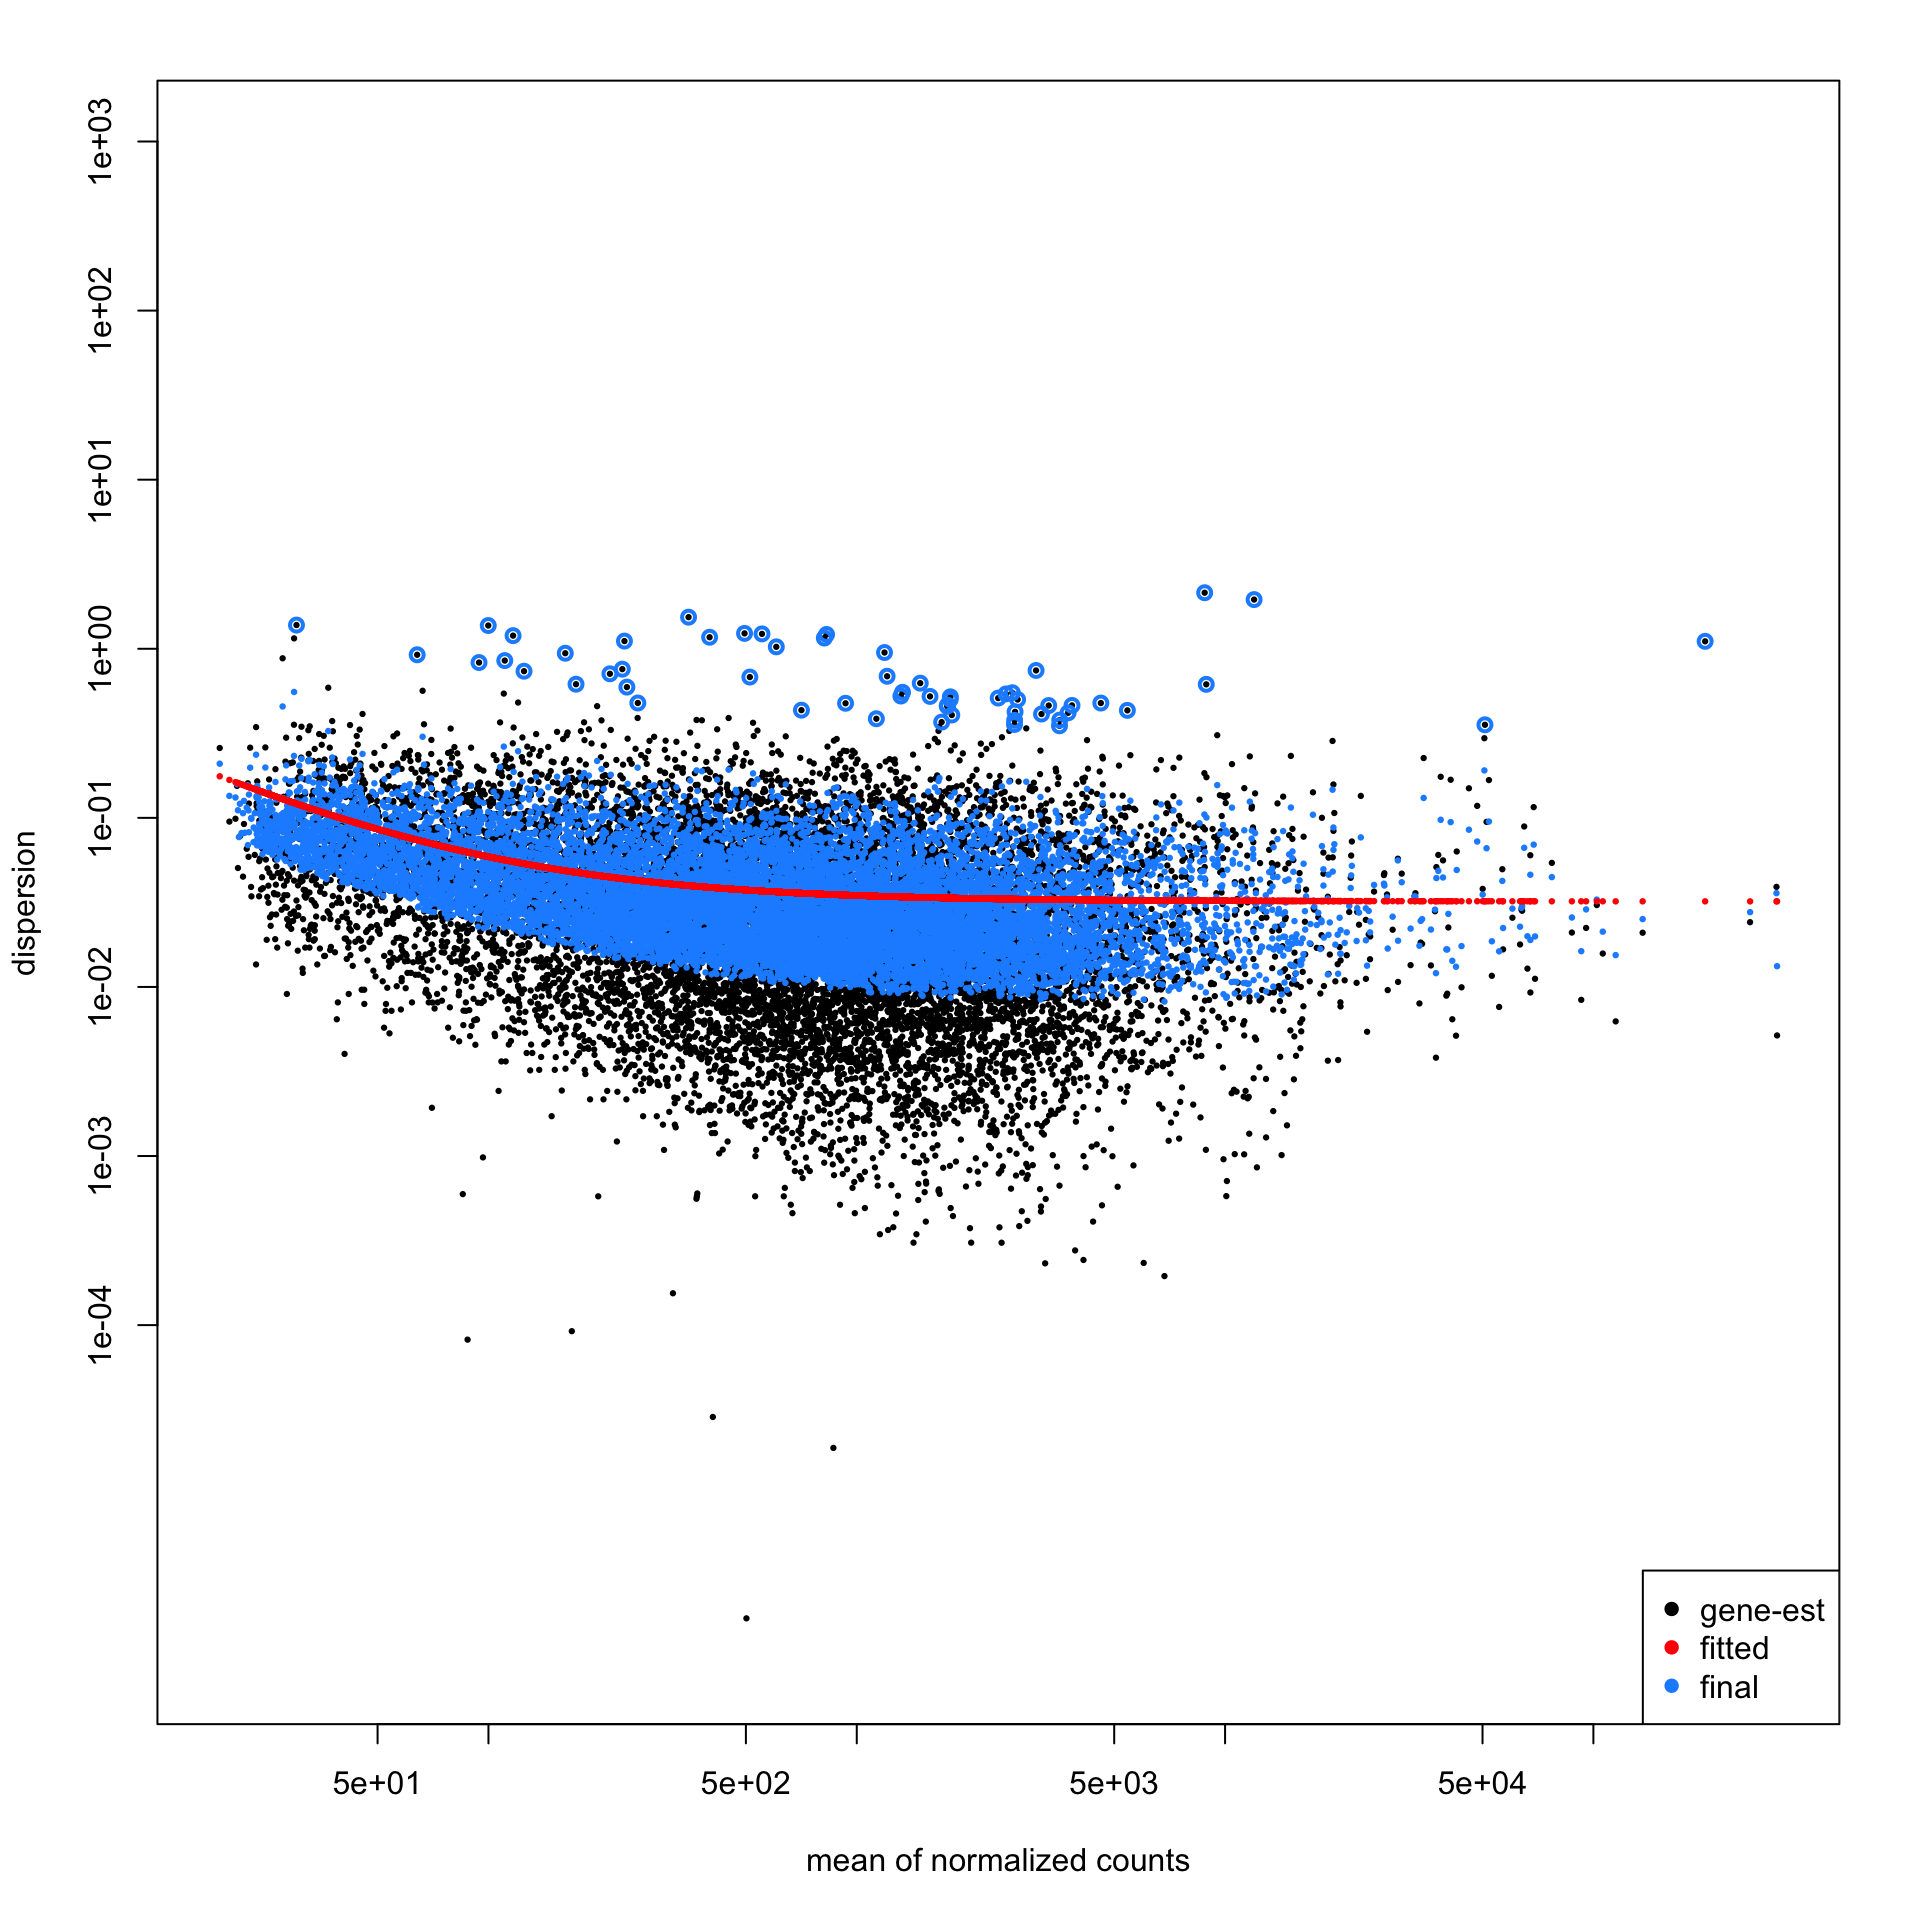 1e+03
1e+02
1e+01
1e+00
1e-01
1e-02
1e-03
1e-04
dispersion
5e+01
5e+02
5e+03
5e+04
mean of normalized counts
gene-est
fitted
final